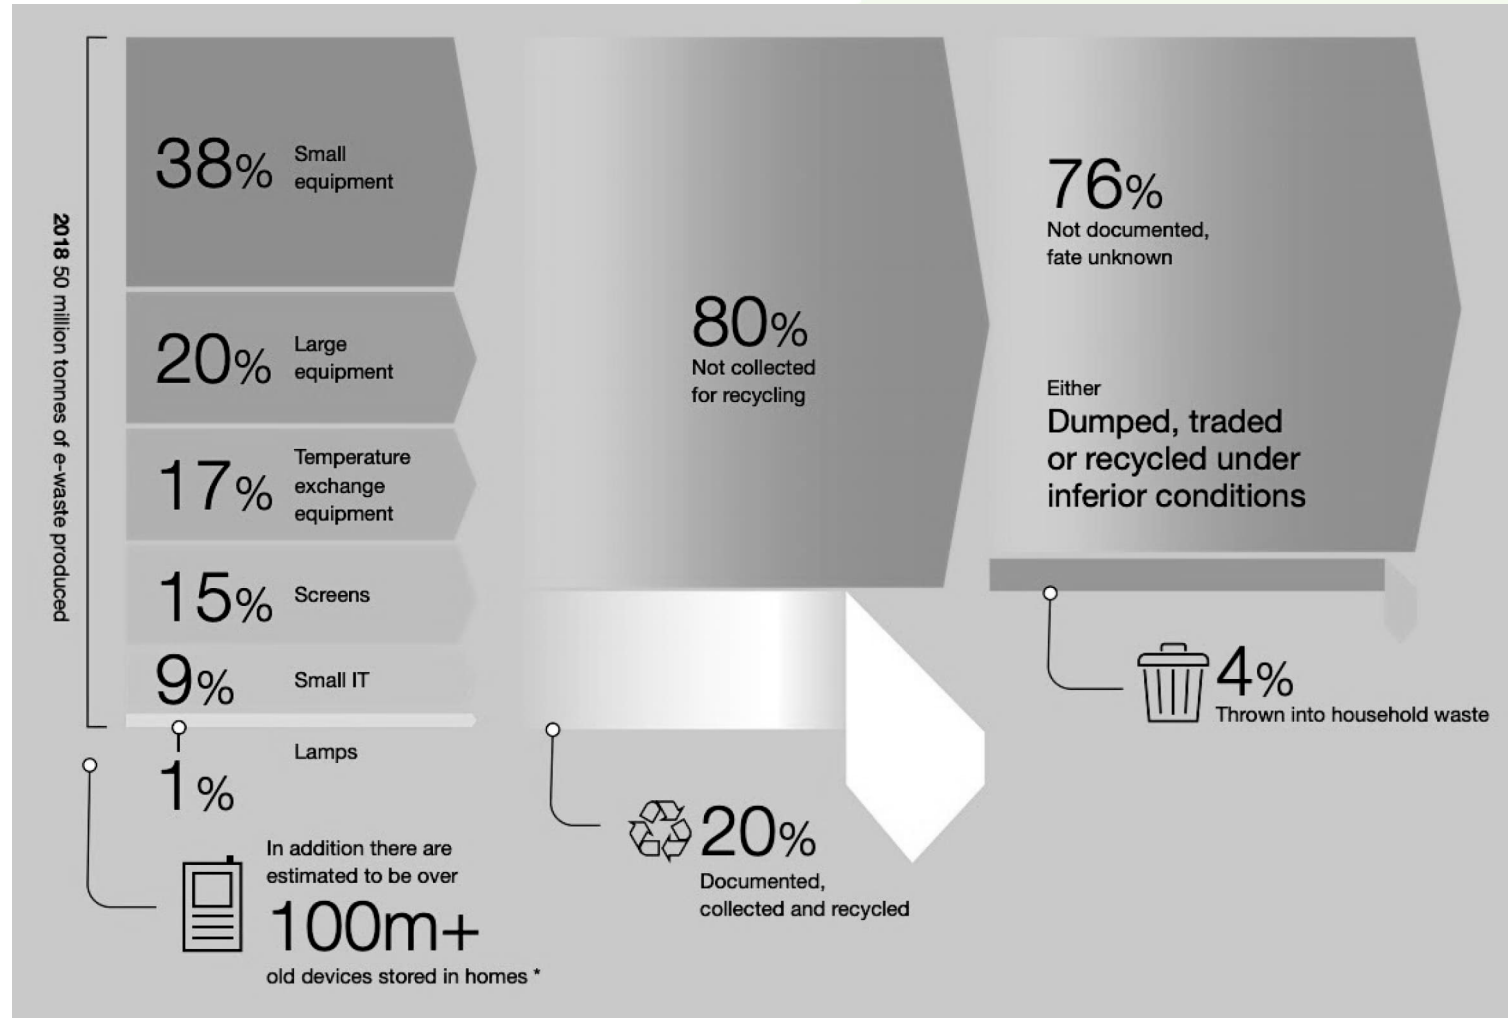 2018 50 million tonnes of e-waste produced
38%
Small
equipment
20%
Large
equipment
17%
Temperature
exchange
equipment
15%
Screens
9%
Small IT
1%
Lamps
In addition there are
estimated to be over
100m+
old devices stored in homes *
80%
Not collected
for recycling
20%
Documented,
collected and recycled
76%
Not documented,
fate unknown
Either
Dumped, traded
or recycled under
inferior conditions
4%
Thrown into household waste